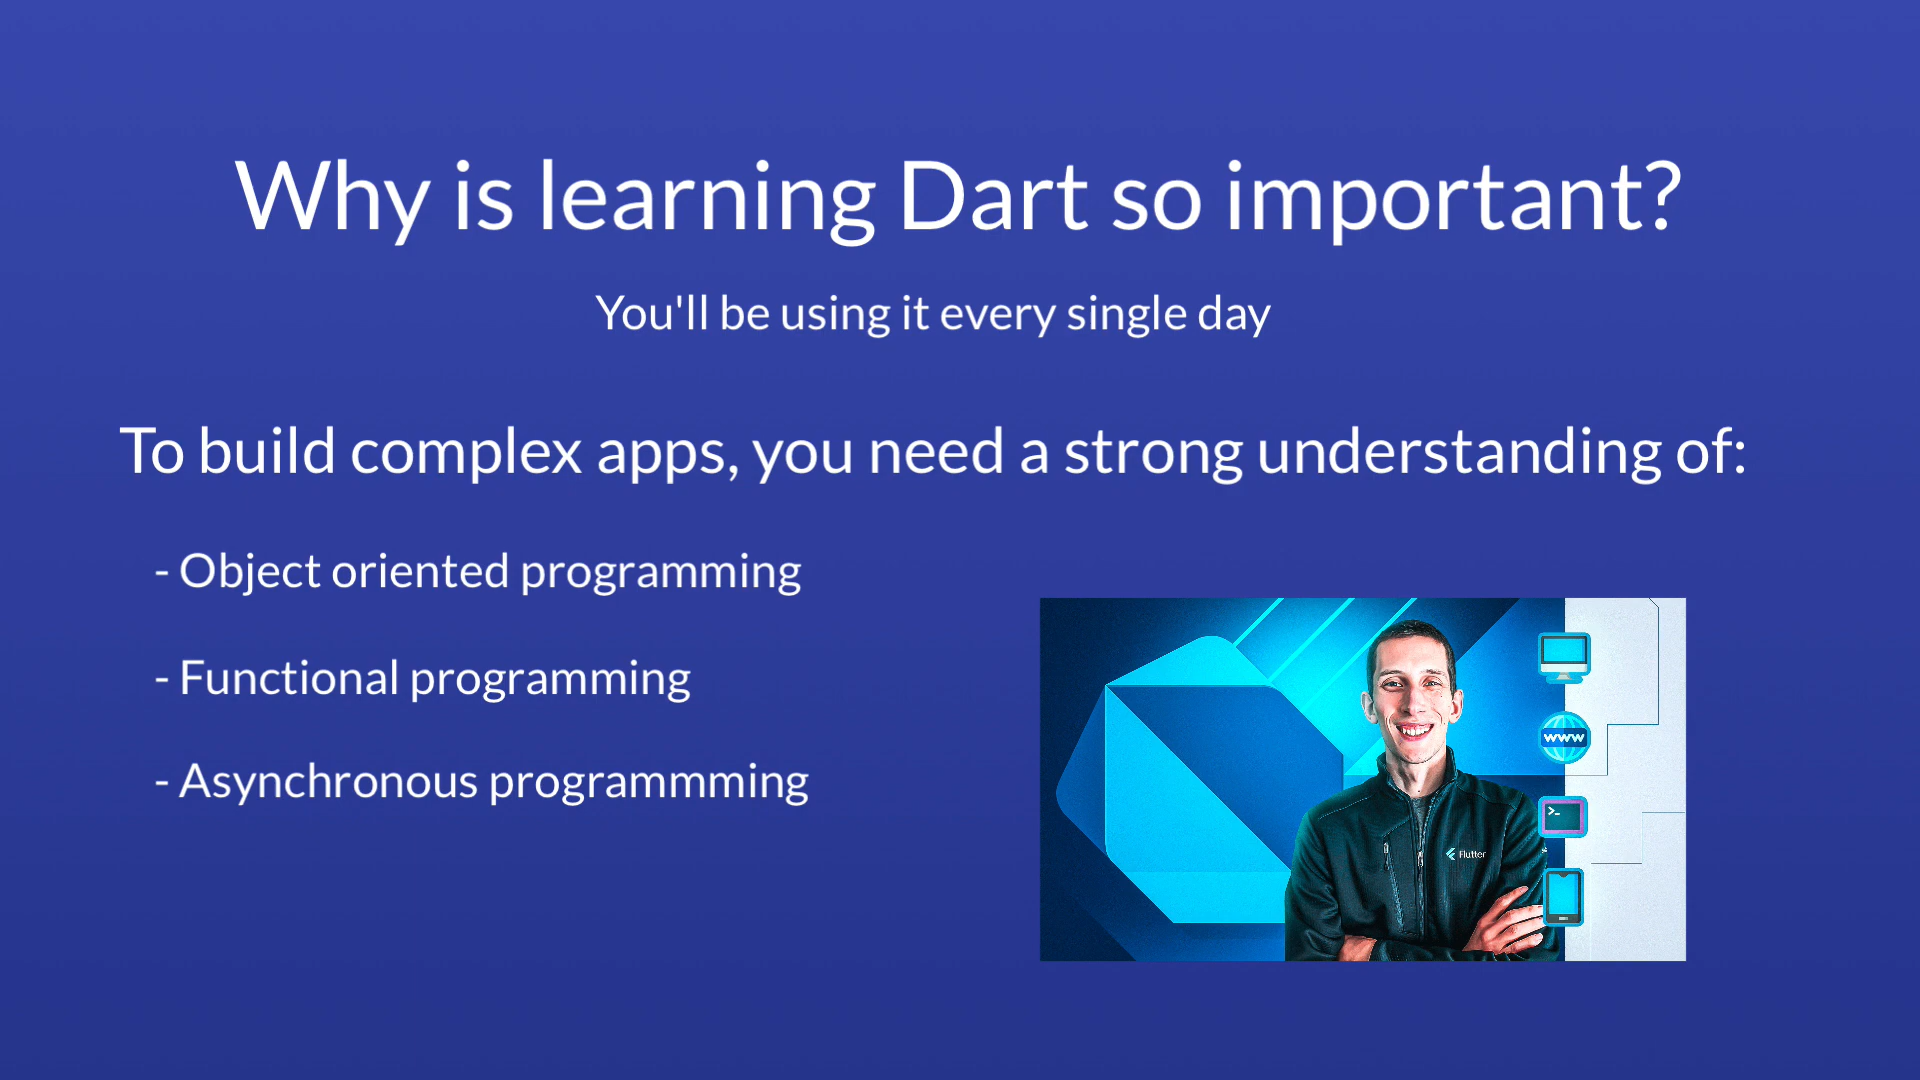 Why is learning Dart so important?
You'll be using it every single day
To build complex apps, you need a strong understanding of:
- Object oriented programming
- Functional programming
- Asynchronous programmming
www
>_
Flutter